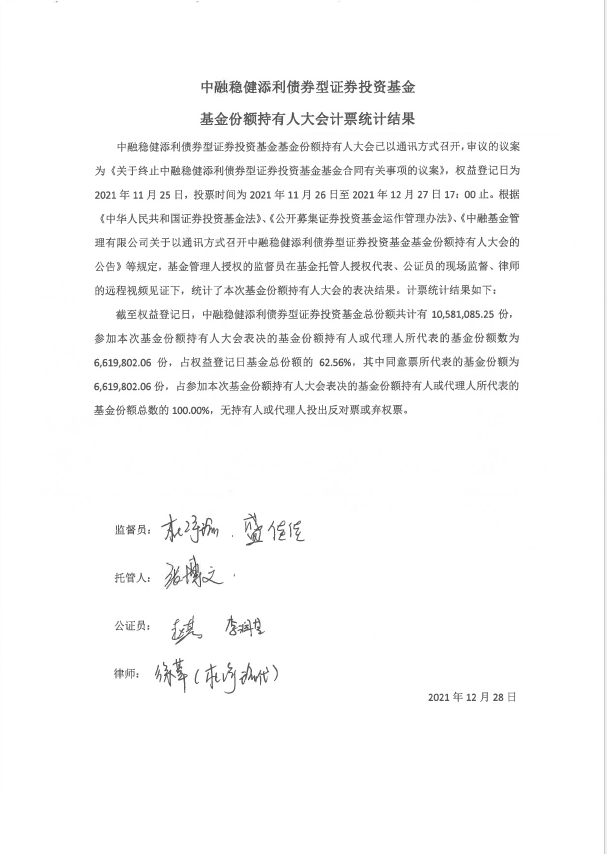 中融稳健添利债券型证券投资基金
基金份额持有人大会计票统计结果
中融稳健添利债券型证券投资基金基金份额持有人大会已以通讯方式召开，审议的议案
为《关于终止中融稳健添利债券型证券投资基金基金合同有关事项的议案》，权益登记日为
2021 年 11 月 25 日，投票时间为 2021 年 11 月 26 日至 2021 年 12 月 27 日 17：00 止。根据
《中华人民共和国证券投资基金法》、《公开募集证券投资基金运作管理办法》、《中融基金管
理有限公司关于以通讯方式召开中融稳健添利债券型证券投资基金基金份额持有人大会的
公告》等规定，基金管理人授权的监督员在基金托管人授权代表、公证员的现场监督、律师
的远程视频见证下，统计了本次基金份额持有人大会的表决结果。计票统计结果如下：
截至权益登记日，中融稳健添利债券型证券投资基金总份额共计有 10,581,085.25 份，
参加本次基金份额持有人大会表决的基金份额持有人或代理人所代表的基金份额数为
6,619,802.06 份，占权益登记日基金总份额的 62.56%，其中同意票所代表的基金份额为
6,619,802.06 份，占参加本次基金份额持有人大会表决的基金份额持有人或代理人所代表的
基金份额总数的 100.00%，无持有人或代理人投出反对票或弃权票。
监督员： 盛佳佳
托管人： 张博文
公证员：
律师：
2021 年 12 月 28 日